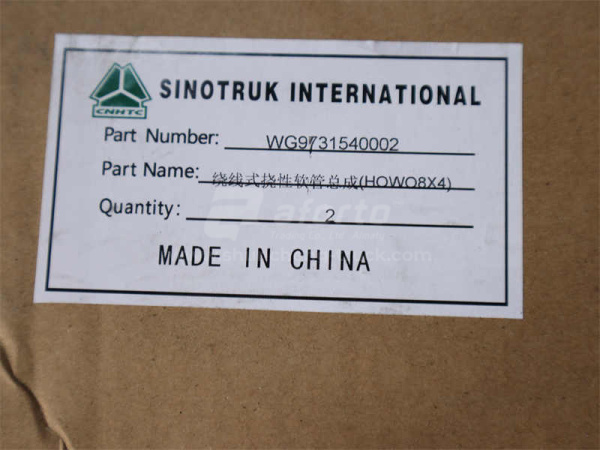 CNHTC
SINOTRUK INTERNATIONAL
Part Number: WG9731540002
Part Name: 绕线式挠性软管总成(HOWO8X4)
Quantity: 2
aforto
MADE IN CHINA